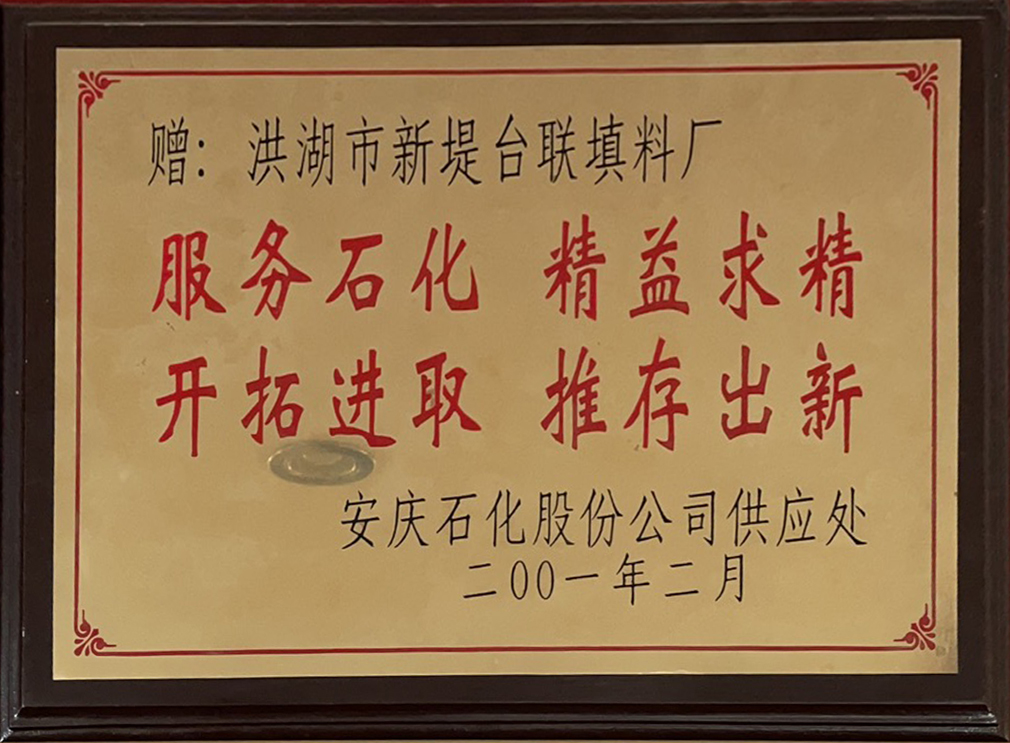 赠：洪湖市新堤台联填料厂
服务石化 精益求精
开拓进取 推存出新
安庆石化股份公司供应处
二00一年二月